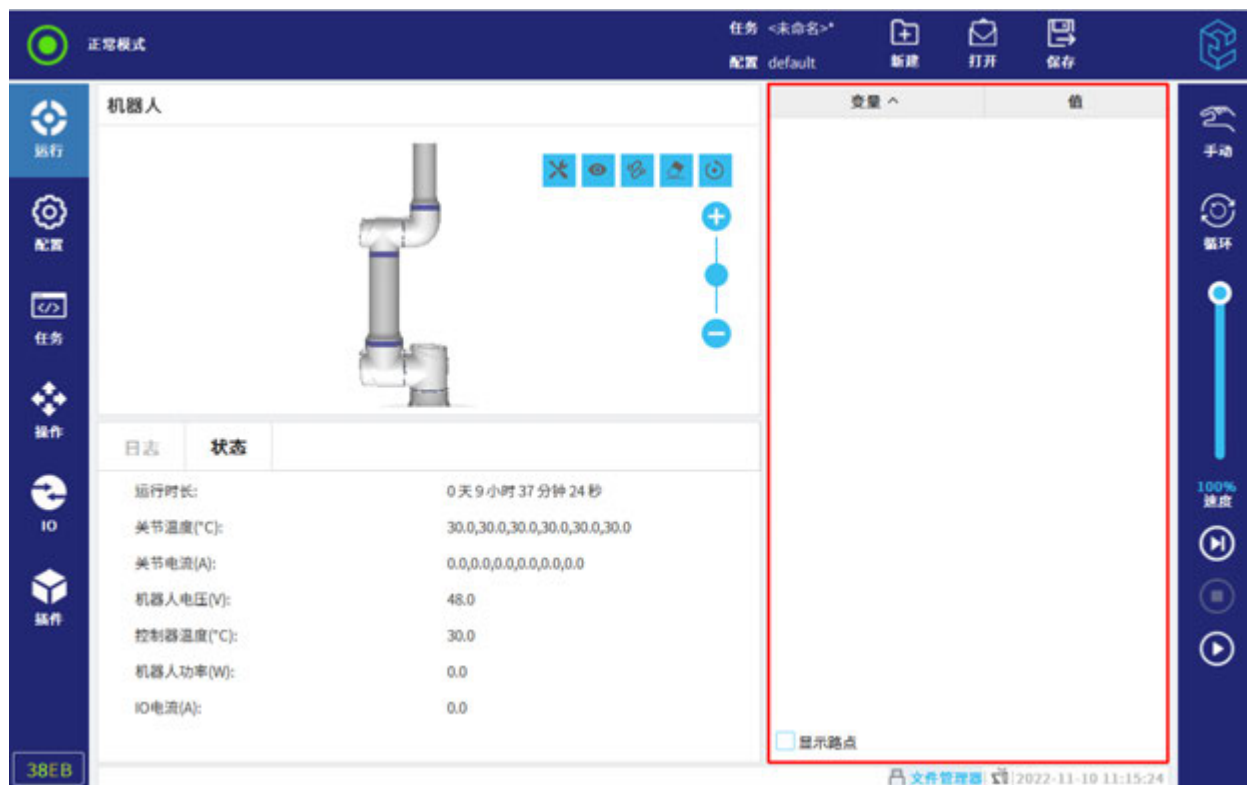 正常模式
任务 <未命名>*
配置 default
新建
打开
保存
运行
配置
任务
操作
IO
插件
38EB
机器人
日志 状态
运行时长: 0 天 9 小时 37 分钟 24 秒
关节温度(°C): 30.0,30.0,30.0,30.0,30.0,30.0
关节电流(A): 0.0,0.0,0.0,0.0,0.0,0.0
机器人电压(V): 48.0
控制器温度(°C): 30.0
机器人功率(W): 0.0
IO电流(A): 0.0
变量 值
显示路点
文件管理器 2022-11-10 11:15:24
手动
循环
100%
速度